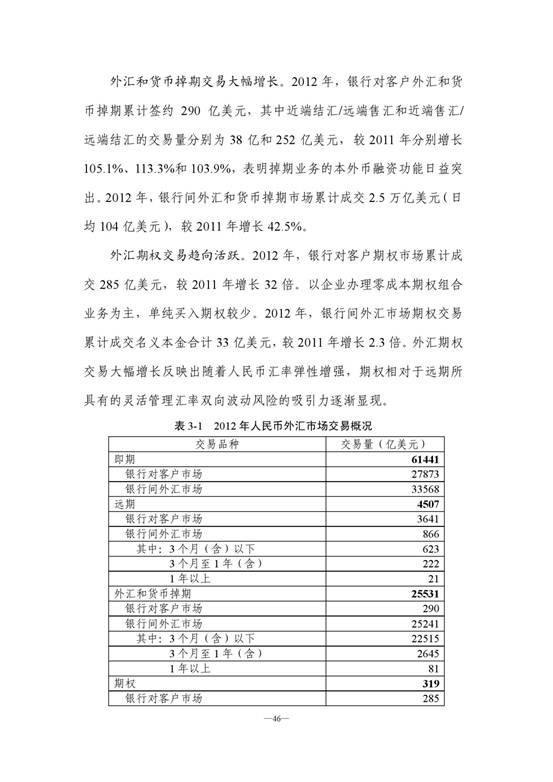 外汇和货币掉期交易大幅增长。2012 年，银行对客户外汇和货
币掉期累计签约 290 亿美元，其中近端结汇/远端售汇和近端售汇/
远端结汇的交易量分别为 38 亿和 252 亿美元，较 2011 年分别增长
105.1%、113.3%和 103.9%，表明掉期业务的本外币融资功能日益突
出。2012 年，银行间外汇和货币掉期市场累计成交 2.5 万亿美元（日
均 104 亿美元），较 2011 年增长 42.5%。
外汇期权交易趋向活跃。2012 年，银行对客户期权市场累计成
交 285 亿美元，较 2011 年增长 32 倍。以企业办理零成本期权组合
业务为主，单纯买入期权较少。2012 年，银行间外汇市场期权交易
累计成交名义本金合计 33 亿美元，较 2011 年增长 2.3 倍。外汇期权
交易大幅增长反映出随着人民币汇率弹性增强，期权相对于远期所
具有的灵活管理汇率双向波动风险的吸引力逐渐显现。
表 3-1 2012 年人民币外汇市场交易概况
交易品种 交易量（亿美元）
即期 61441
银行对客户市场 27873
银行间外汇市场 33568
远期 4507
银行对客户市场 3641
银行间外汇市场 866
其中：3 个月（含）以下 623
3 个月至 1 年（含） 222
1 年以上 21
外汇和货币掉期 25531
银行对客户市场 290
银行间外汇市场 25241
其中：3 个月（含）以下 22515
3 个月至 1 年（含） 2645
1 年以上 81
期权 319
银行对客户市场 285
—46—